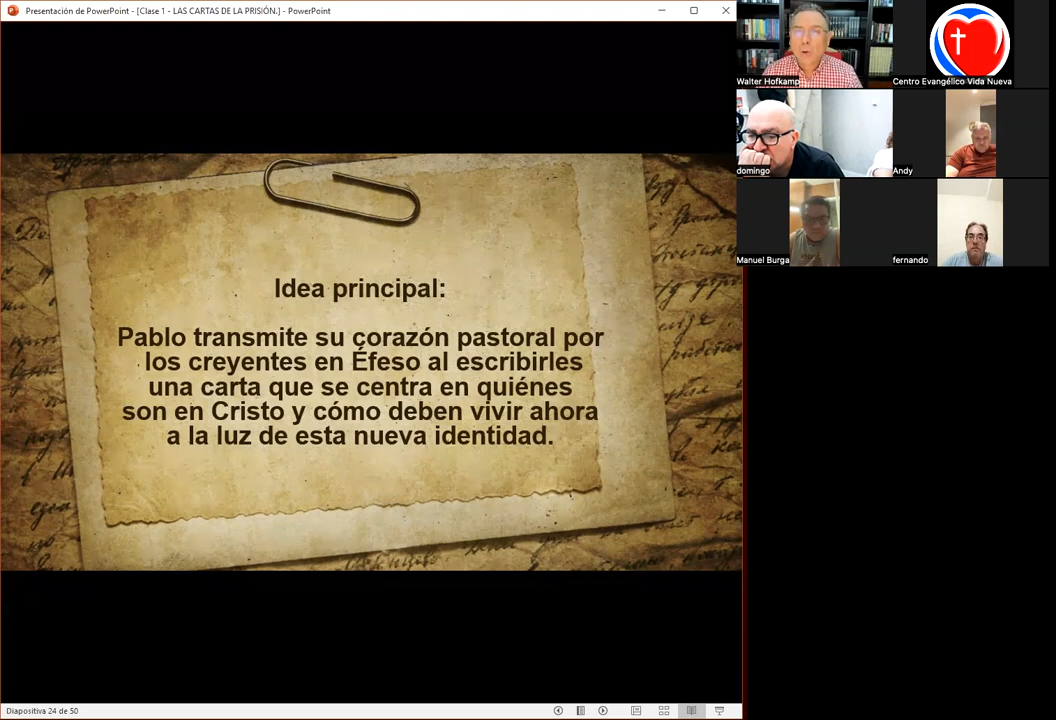 Presentación de PowerPoint - [Clase 1 - LAS CARTAS DE LA PRISIÓN.] - PowerPoint
Idea principal:
Pablo transmite su corazón pastoral por
los creyentes en Éfeso al escribirles
una carta que se centra en quiénes
son en Cristo y cómo deben vivir ahora
a la luz de esta nueva identidad.
Diapositiva 24 de 50
Walter Hofkamp
Centro Evangélico Vida Nueva
domingo
Andy
Manuel Burga
fernando